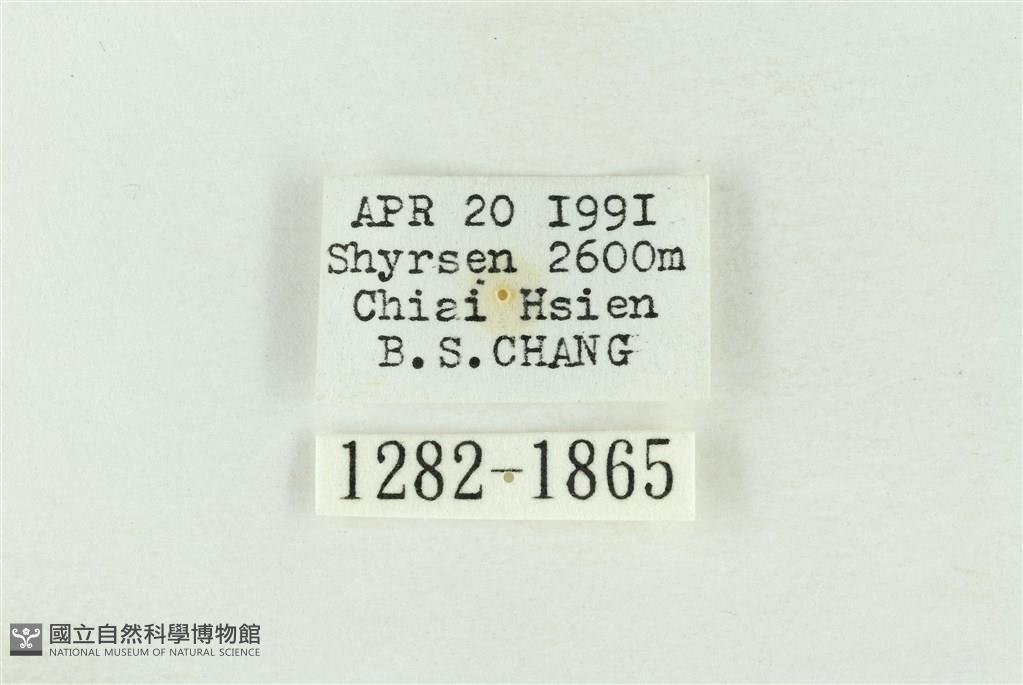 APR 20 I99I
Shyrsen 2600m
Chiai Hsien
B.S.CHANG
1282-1865
國立自然科學博物館
NATIONAL MUSEUM OF NATURAL SCIENCE